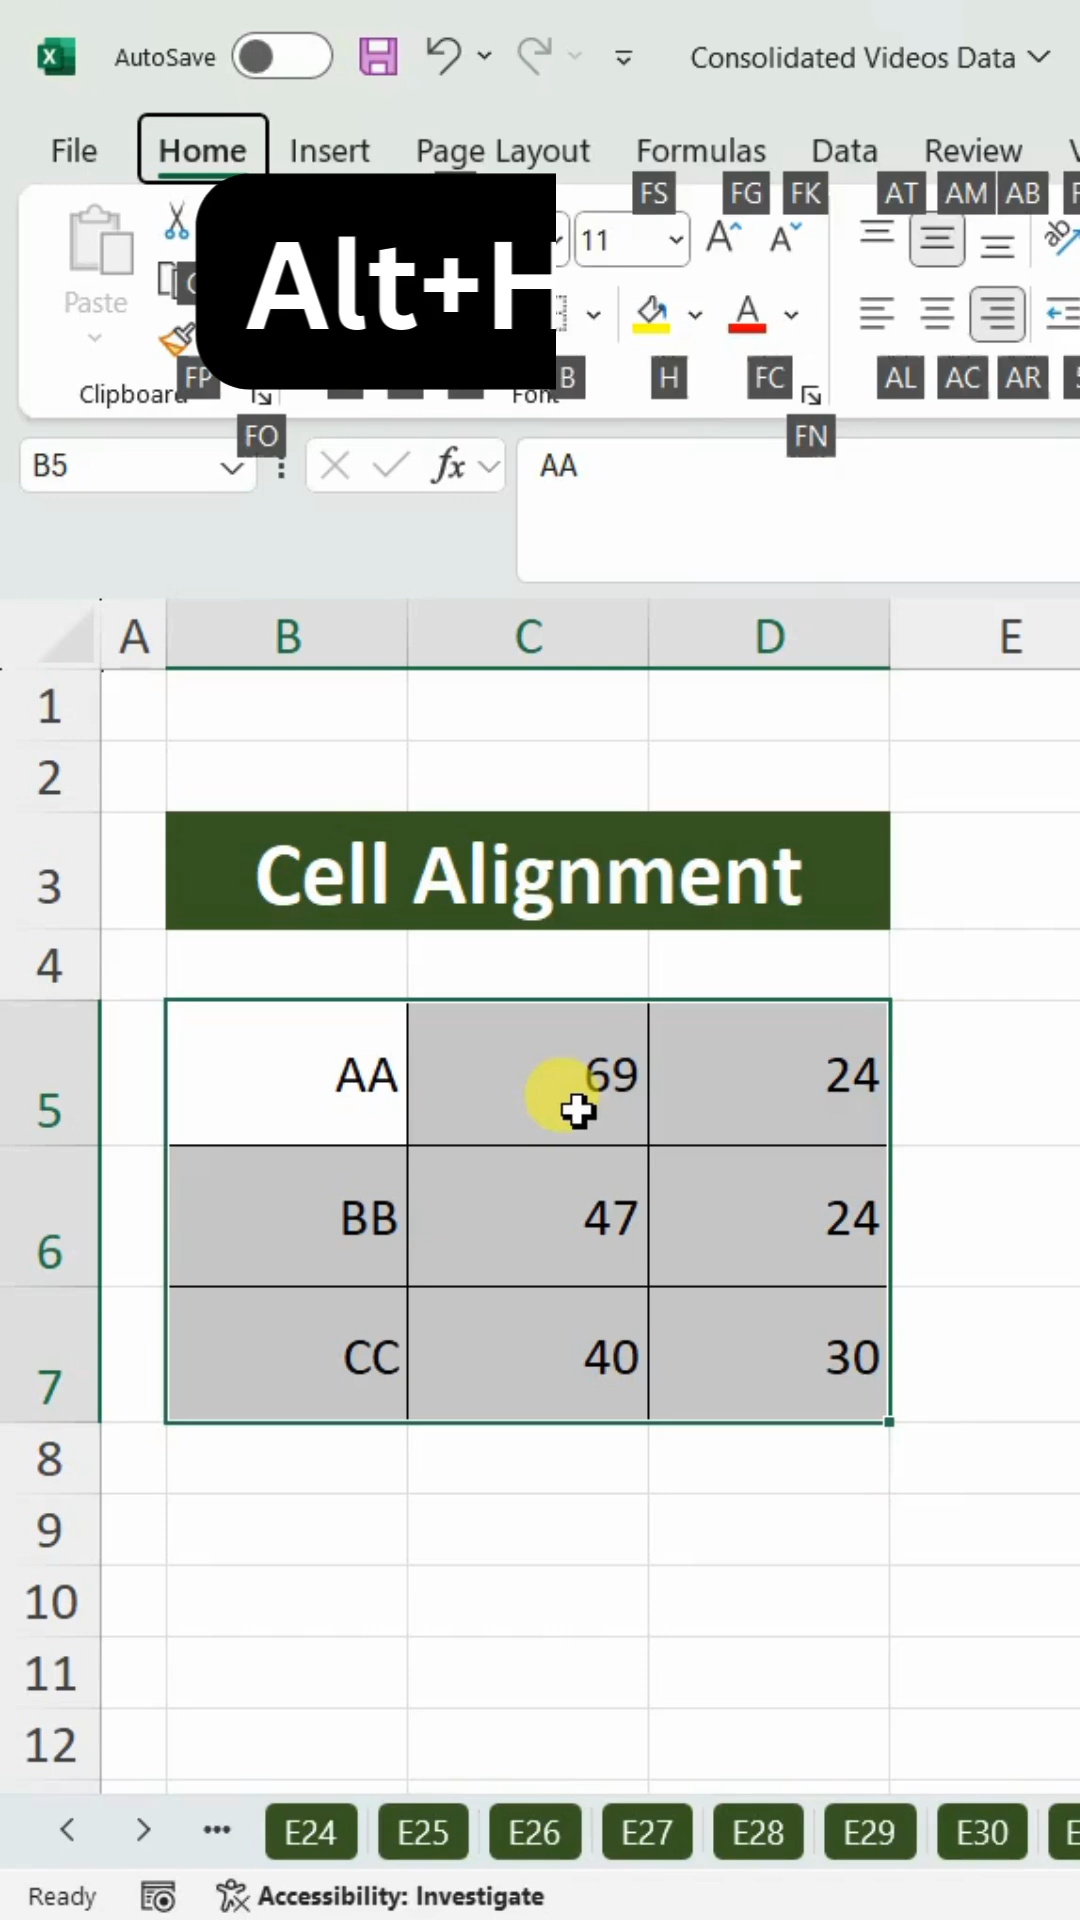 AutoSave Consolidated Videos Data
File Home Insert Page Layout Formulas Data Review
FS FG FK AT AM AB
Alt+H
11
Paste
B H FC AL AC AR
FP
Clipboard Font
FO FN
B5 fx AA
A B C D E
1
2
3 Cell Alignment
4
5 AA 69 24
6 BB 47 24
7 CC 40 30
8
9
10
11
12
E24 E25 E26 E27 E28 E29 E30
Ready Accessibility: Investigate